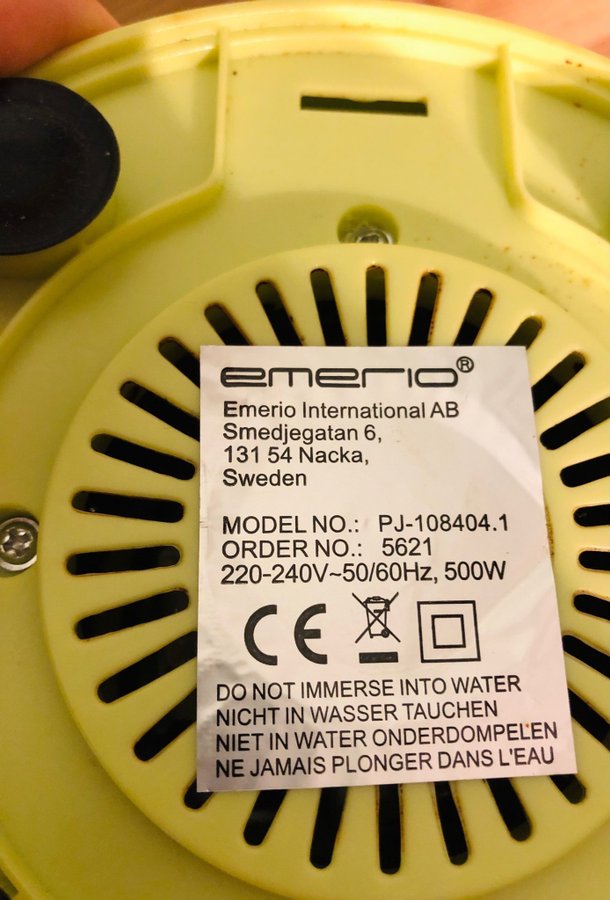 emerio®
Emerio International AB
Smedjegatan 6,
131 54 Nacka,
Sweden
MODEL NO.: PJ-108404.1
ORDER NO.: 5621
220-240V~50/60Hz, 500W
CE
DO NOT IMMERSE INTO WATER
NICHT IN WASSER TAUCHEN
NIET IN WATER ONDERDOMPELEN
NE JAMAIS PLONGER DANS L'EAU